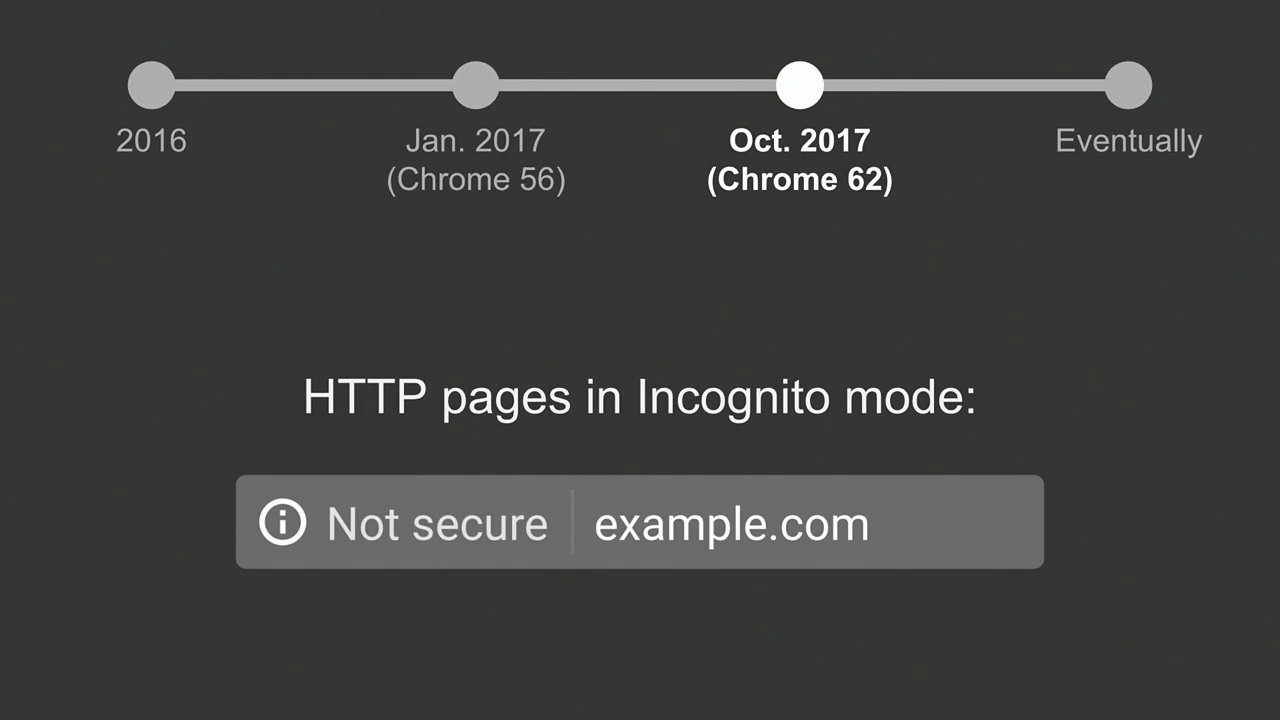 2016
Jan. 2017
(Chrome 56)
Oct. 2017
(Chrome 62)
Eventually
HTTP pages in Incognito mode:
Not secure
example.com